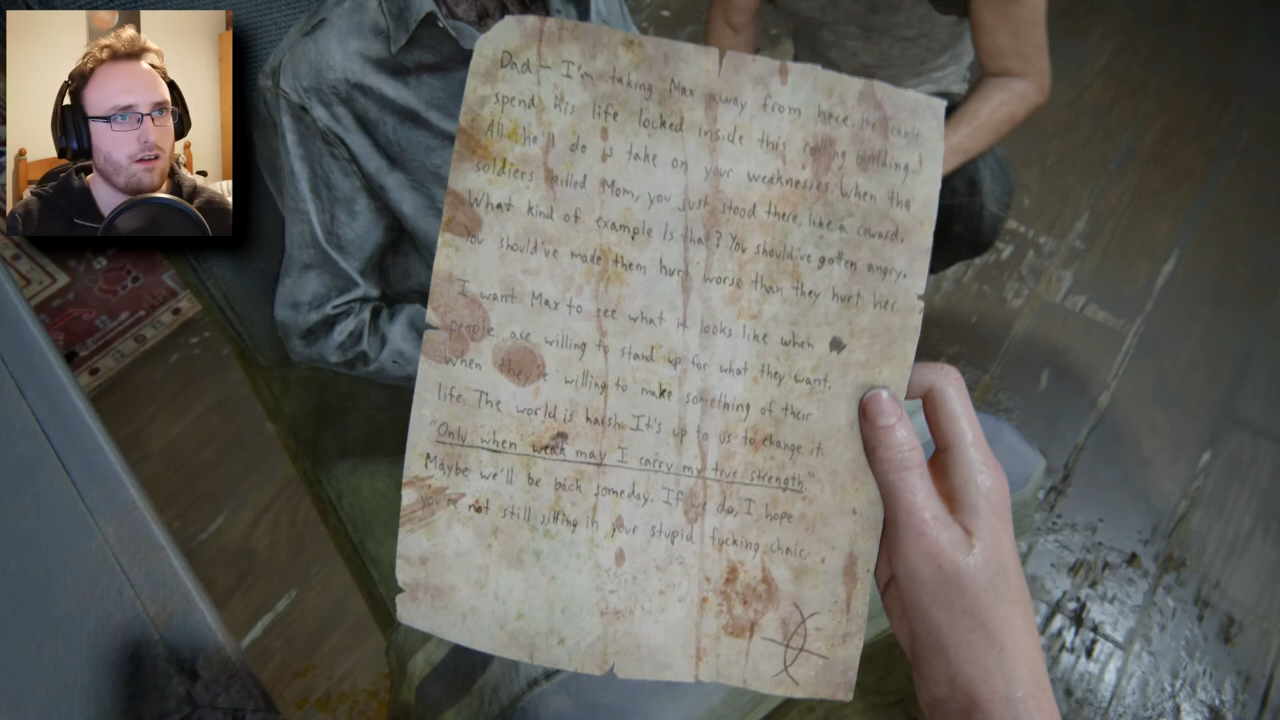 Dad - I'm taking Max away from here. He can't
spend his life locked inside this rotting building!
All he'll do is take on your weaknesses. When the
soldiers killed Mom, you just stood there, like a coward.
What kind of example is that? You should've gotten angry.
You should've made them hurt worse than they hurt her.
I want Max to see what it looks like when
people are willing to stand up for what they want.
When they're willing to make something of their
life. The world is harsh. It's up to us to change it.
"Only when weak may I carry my true strength."
Maybe we'll be back someday. If we do, I hope
you're not still sitting in your stupid fucking chair.